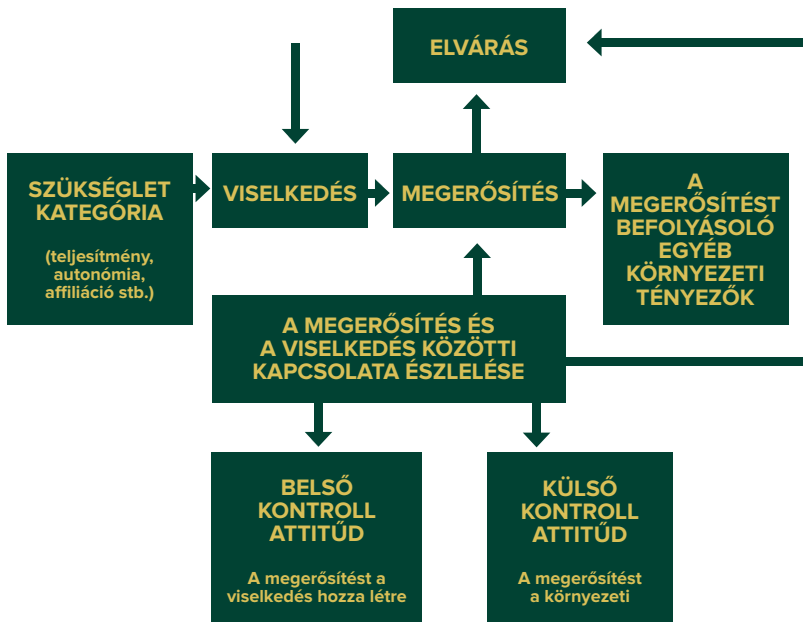 ELVÁRÁS
SZÜKSÉGLET
KATEGÓRIA
(teljesítmény,
autonómia,
affiliáció stb.)
VISELKEDÉS
MEGERŐSÍTÉS
A
MEGERŐSÍTÉST
BEFOLYÁSOLÓ
EGYÉB
KÖRNYEZETI
TÉNYEZŐK
A MEGERŐSÍTÉS ÉS
A VISELKEDÉS KÖZÖTTI
KAPCSOLATA ÉSZLELÉSE
BELSŐ
KONTROLL
ATTITŰD
A megerősítést a
viselkedés hozza létre
KÜLSŐ
KONTROLL
ATTITŰD
A megerősítést
a környezeti